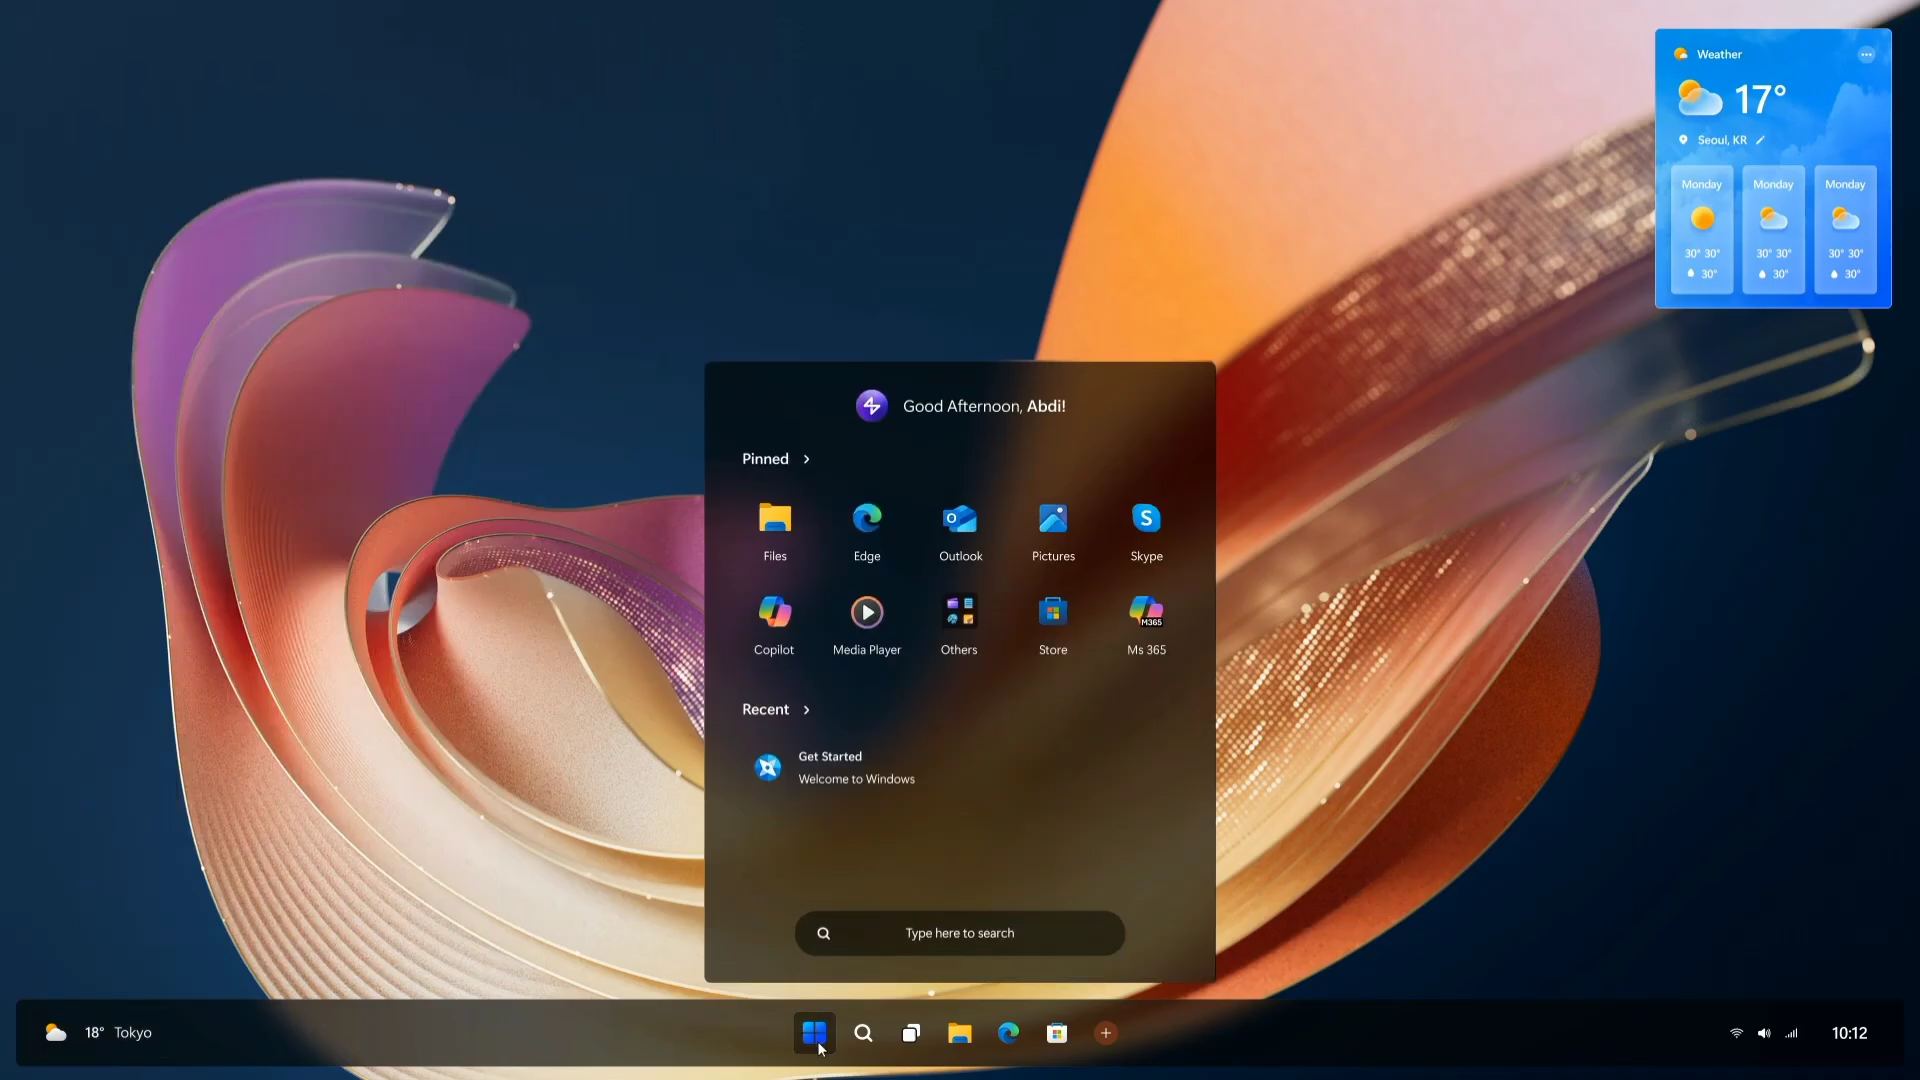 Weather
17°
Seoul, KR
Monday Monday Monday
30° 30° 30° 30° 30° 30°
30° 30° 30°
Good Afternoon, Abdi!
Pinned
Files Edge Outlook Pictures Skype
M365
Copilot Media Player Others Store Ms 365
Recent
Get Started
Welcome to Windows
Type here to search
18° Tokyo
10:12